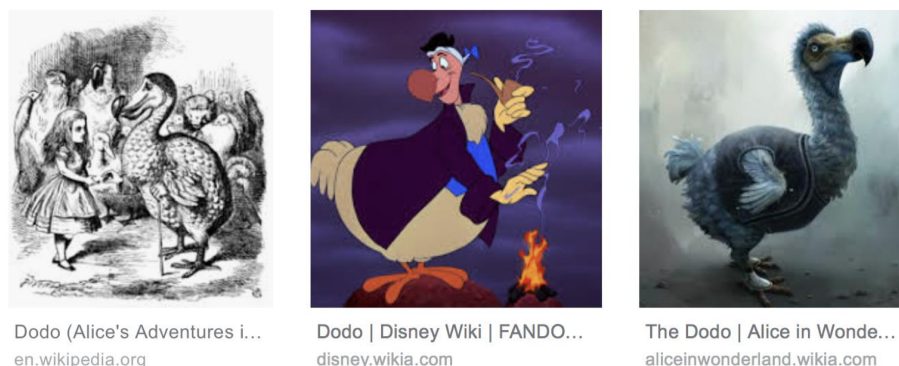 Dodo (Alice's Adventures i...
en.wikipedia.org
Dodo | Disney Wiki | FANDO...
disney.wikia.com
The Dodo | Alice in Wonde...
aliceinwonderland.wikia.com